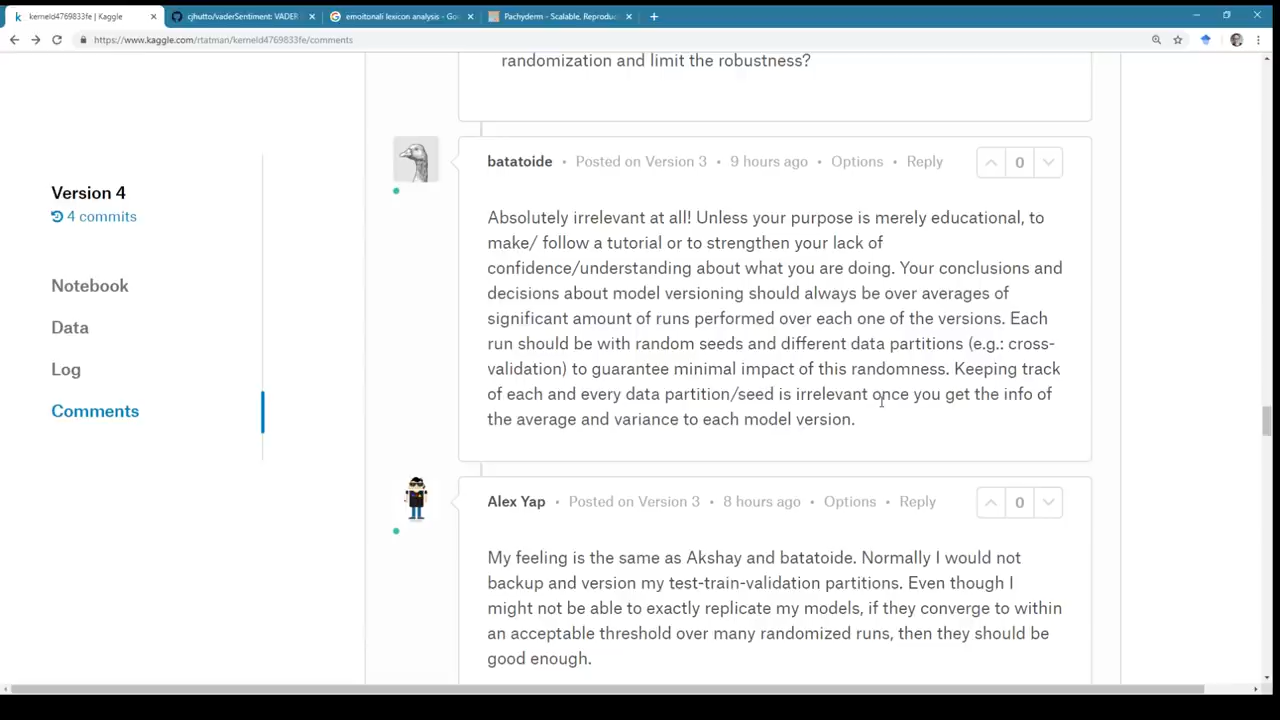 kerneld4769833fe | Kaggle
cjhutto/vaderSentiment: VADER
emoitonali lexicon analysis - Goo
Pachyderm - Scalable, Reproduc
https://www.kaggle.com/rtatman/kerneld4769833fe/comments
randomization and limit the robustness?
batatoide • Posted on Version 3 • 9 hours ago • Options • Reply
0
Version 4
4 commits
Absolutely irrelevant at all! Unless your purpose is merely educational, to
make/ follow a tutorial or to strengthen your lack of
confidence/understanding about what you are doing. Your conclusions and
decisions about model versioning should always be over averages of
significant amount of runs performed over each one of the versions. Each
run should be with random seeds and different data partitions (e.g.: cross-
validation) to guarantee minimal impact of this randomness. Keeping track
of each and every data partition/seed is irrelevant once you get the info of
the average and variance to each model version.
Notebook
Data
Log
Comments
Alex Yap • Posted on Version 3 • 8 hours ago • Options • Reply
0
My feeling is the same as Akshay and batatoide. Normally I would not
backup and version my test-train-validation partitions. Even though I
might not be able to exactly replicate my models, if they converge to within
an acceptable threshold over many randomized runs, then they should be
good enough.